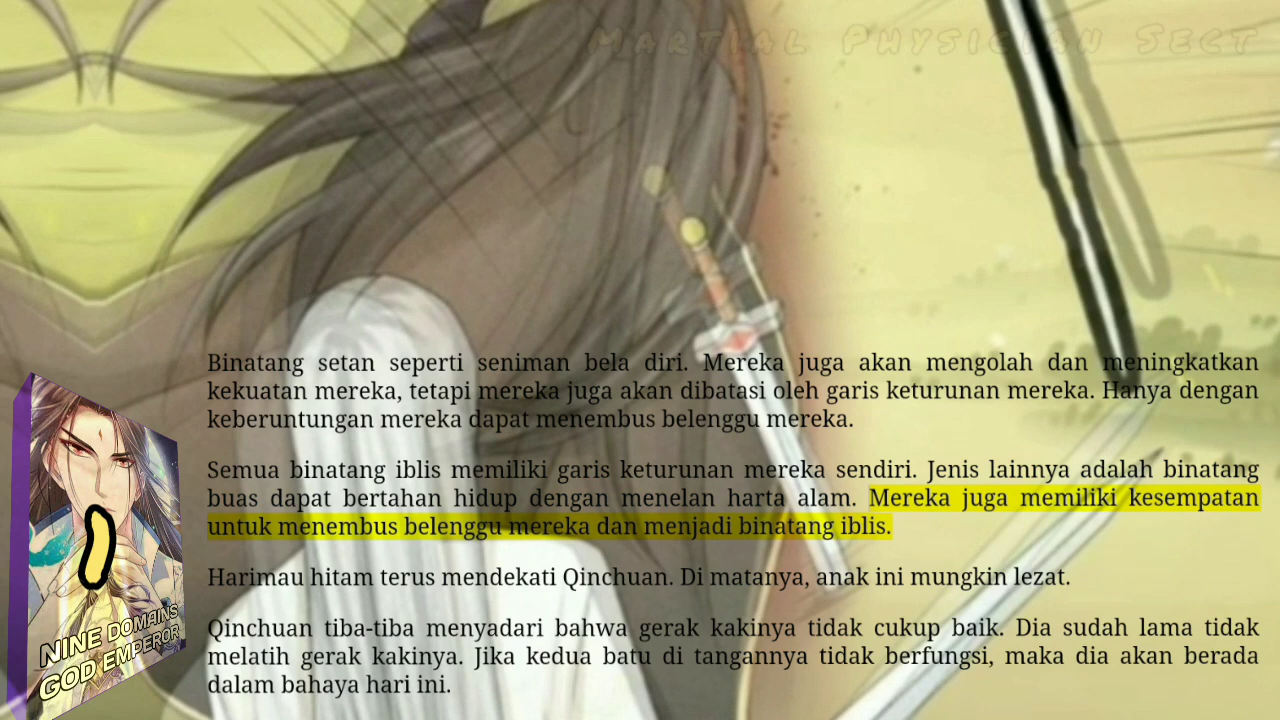 MARTIAL PHYSICIAN SECT
Binatang setan seperti seniman bela diri. Mereka juga akan mengolah dan meningkatkan
kekuatan mereka, tetapi mereka juga akan dibatasi oleh garis keturunan mereka. Hanya dengan
keberuntungan mereka dapat menembus belenggu mereka.
Semua binatang iblis memiliki garis keturunan mereka sendiri. Jenis lainnya adalah binatang
buas dapat bertahan hidup dengan menelan harta alam. Mereka juga memiliki kesempatan
untuk menembus belenggu mereka dan menjadi binatang iblis.
Harimau hitam terus mendekati Qinchuan. Di matanya, anak ini mungkin lezat.
Qinchuan tiba-tiba menyadari bahwa gerak kakinya tidak cukup baik. Dia sudah lama tidak
melatih gerak kakinya. Jika kedua batu di tangannya tidak berfungsi, maka dia akan berada
dalam bahaya hari ini.
NINE DOMAINS
GOD EMPEROR